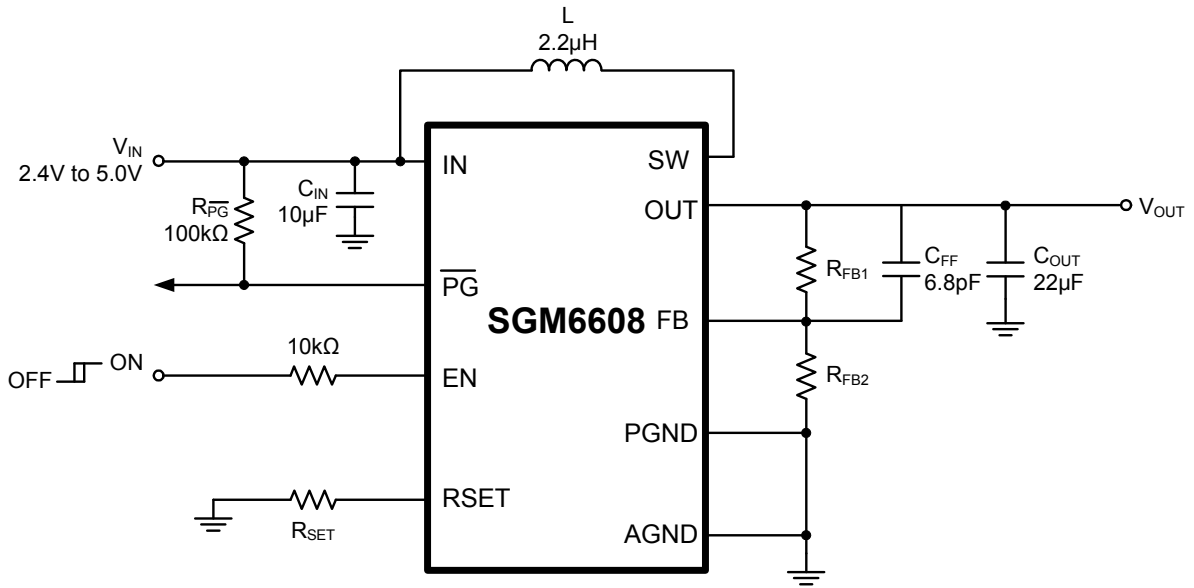 L
2.2µH
VIN
2.4V to 5.0V
RPG
100kΩ
CIN
10µF
IN
SW
OUT
VOUT
RFB1
CFF
6.8pF
COUT
22µF
PG
SGM6608
FB
10kΩ
OFF
ON
EN
RFB2
PGND
RSET
RSET
AGND